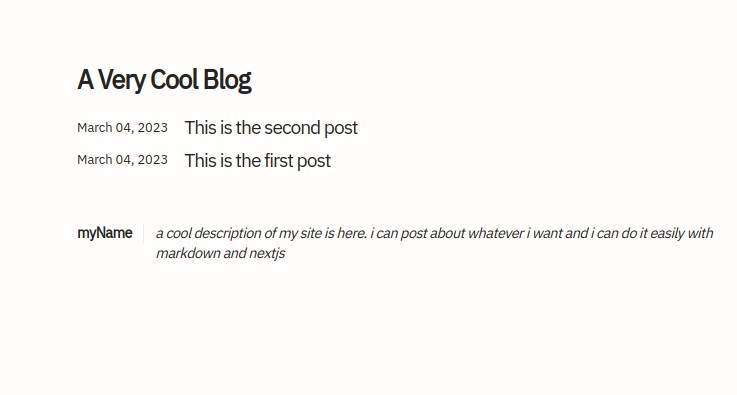 A Very Cool Blog
March 04, 2023 This is the second post
March 04, 2023 This is the first post
myName a cool description of my site is here. i can post about whatever i want and i can do it easily with
markdown and nextjs